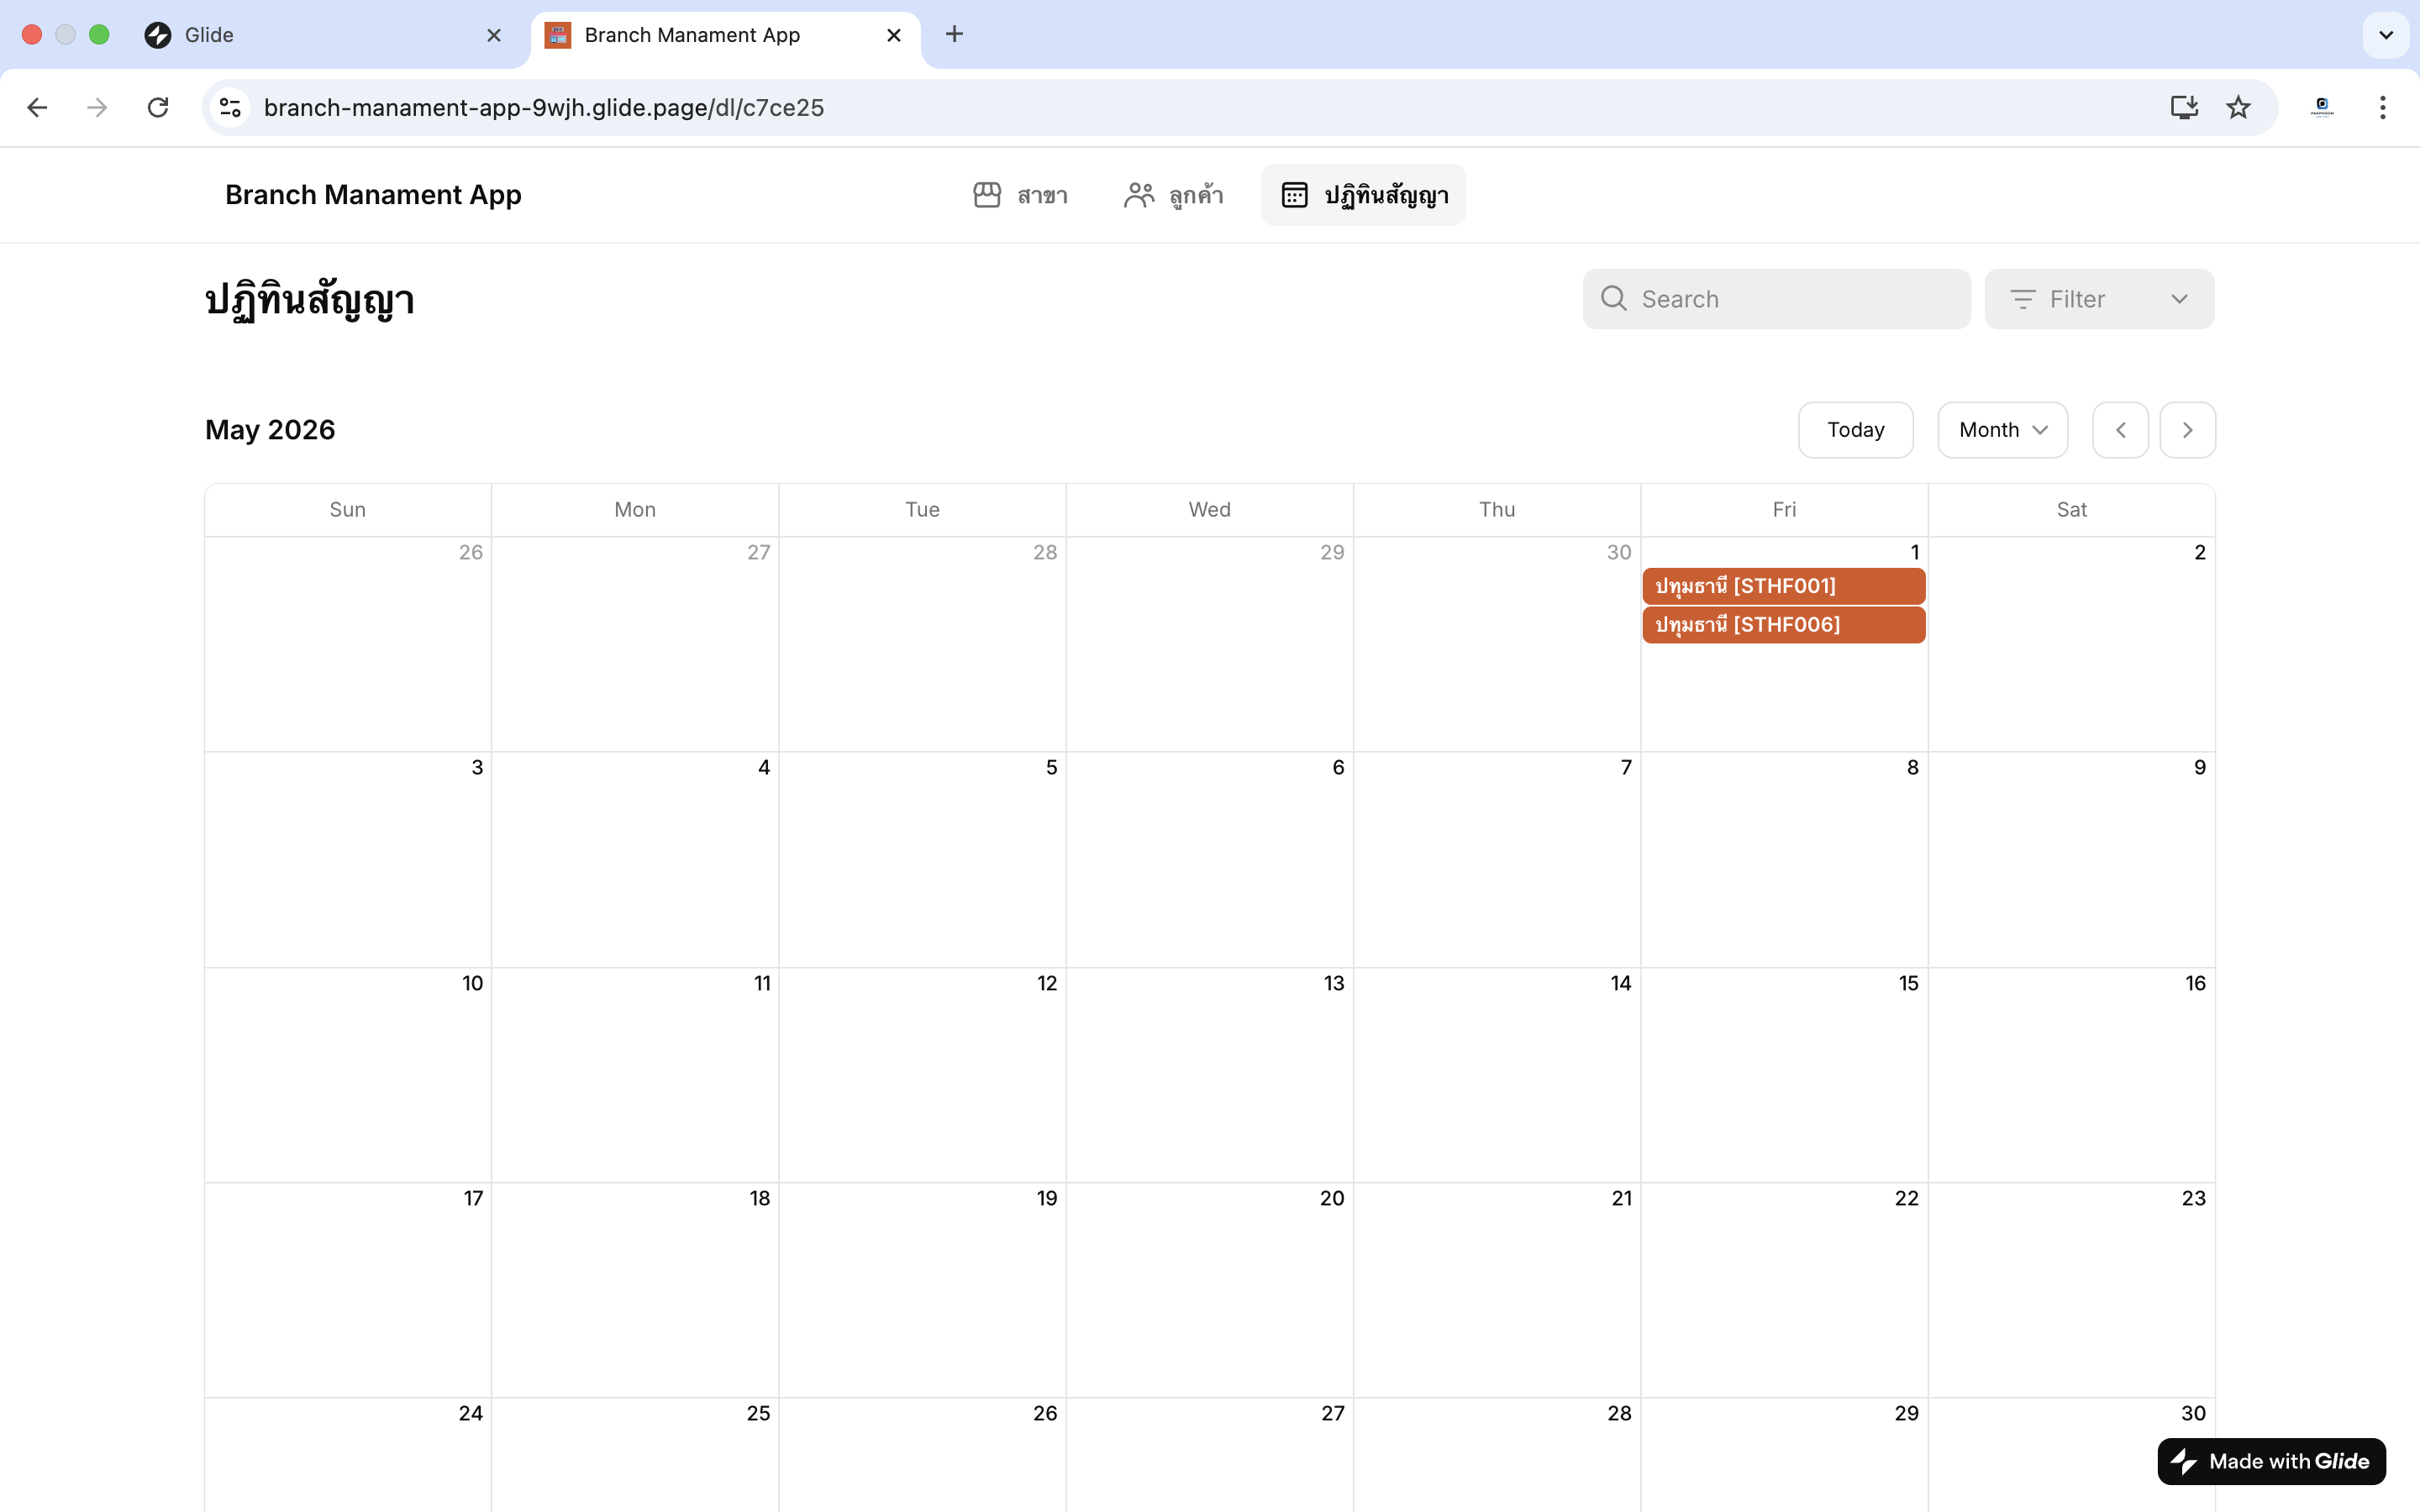 Glide
Branch Manament App
branch-manament-app-9wjh.glide.page/dl/c7ce25
Branch Manament App
สาขา
ลูกค้า
ปฏิทินสัญญา
ปฏิทินสัญญา
Search
Filter
May 2026
Today
Month
Sun Mon Tue Wed Thu Fri Sat
26 27 28 29 30 1 2
ปทุมธานี [STHF001]
ปทุมธานี [STHF006]
3 4 5 6 7 8 9
10 11 12 13 14 15 16
17 18 19 20 21 22 23
24 25 26 27 28 29 30
Made with Glide